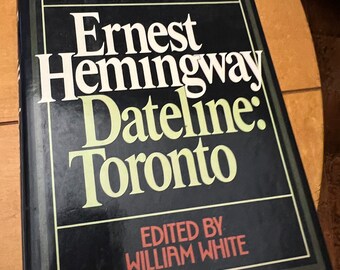 Ernest
Hemingway
Dateline:
Toronto
EDITED BY
WILLIAM WHITE